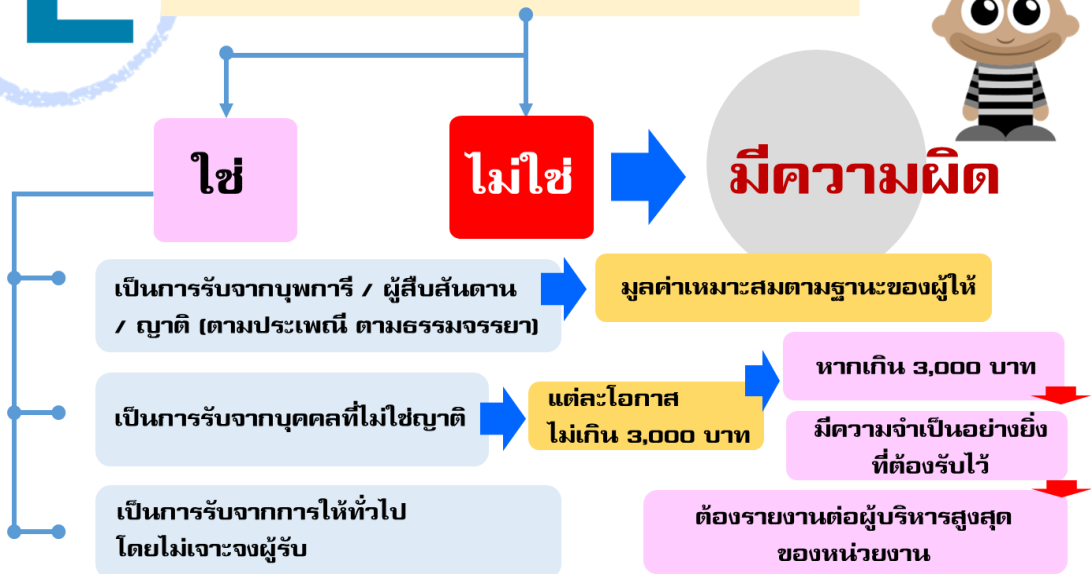 ใช่
ไม่ใช่
มีความผิด
เป็นการรับจากบุพการี / ผู้สืบสันดาน
/ ญาติ (ตามประเพณี ตามธรรมจรรยา)
มูลค่าเหมาะสมตามฐานะของผู้ให้
เป็นการรับจากบุคคลที่ไม่ใช่ญาติ
แต่ละโอกาส
ไม่เกิน 3,000 บาท
หากเกิน 3,000 บาท
มีความจำเป็นอย่างยิ่ง
ที่ต้องรับไว้
ต้องรายงานต่อผู้บริหารสูงสุด
ของหน่วยงาน
เป็นการรับจากการให้ทั่วไป
โดยไม่เจาะจงผู้รับ